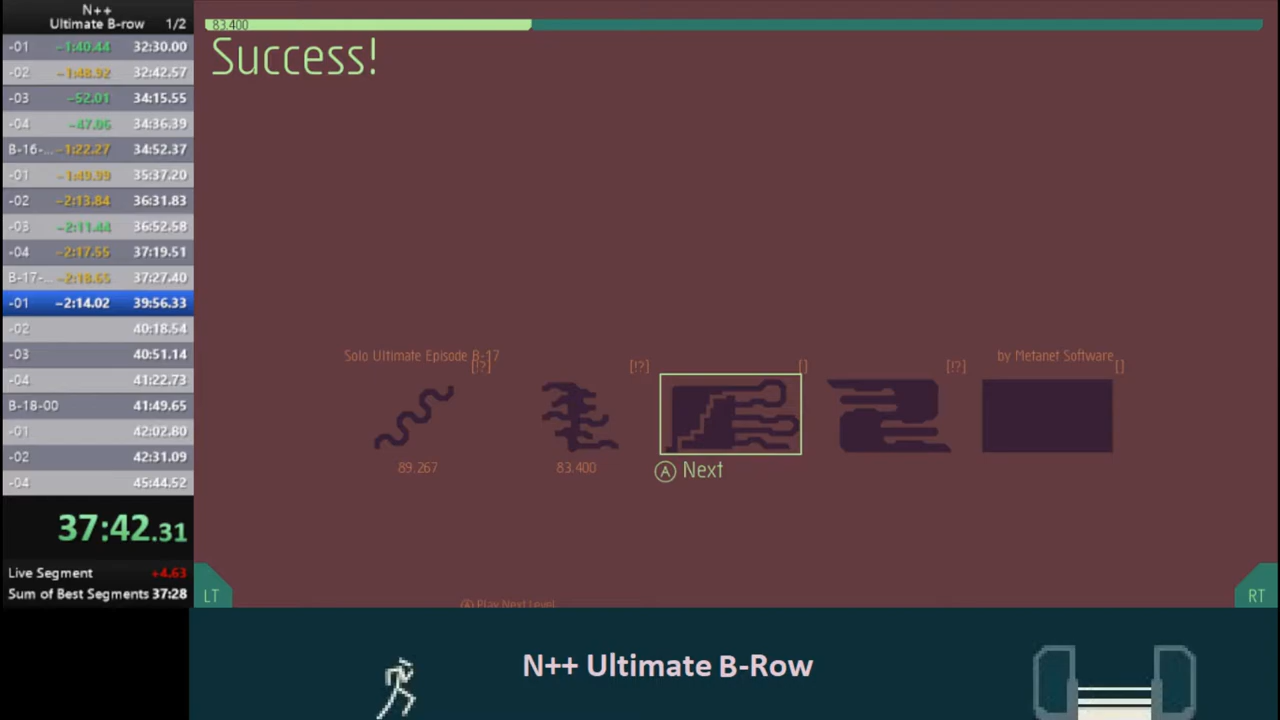 N++
Ultimate B-row 1/2
-01 -1:40.44 32:30.00
-02 -1:48.92 32:42.57
-03 -52.01 34:15.55
-04 -47.06 34:36.39
B-16-... -1:22.27 34:52.37
-01 -1:49.99 35:37.20
-02 -2:13.84 36:31.83
-03 -2:11.44 36:52.58
-04 -2:17.55 37:19.51
B-17-... -2:18.65 37:27.40
-01 -2:14.02 39:56.33
-02 40:18.54
-03 40:51.14
-04 41:22.73
B-18-00 41:49.65
-01 42:02.80
-02 42:31.09
-04 45:44.52
37:42.31
Live Segment +4.63
Sum of Best Segments 37:28
83.400
Success!
Solo Ultimate Episode B-17 by Metanet Software
[!?] [!?] [] [!?] []
89.267 83.400
A Next
LT RT
A Play Next Level
N++ Ultimate B-Row